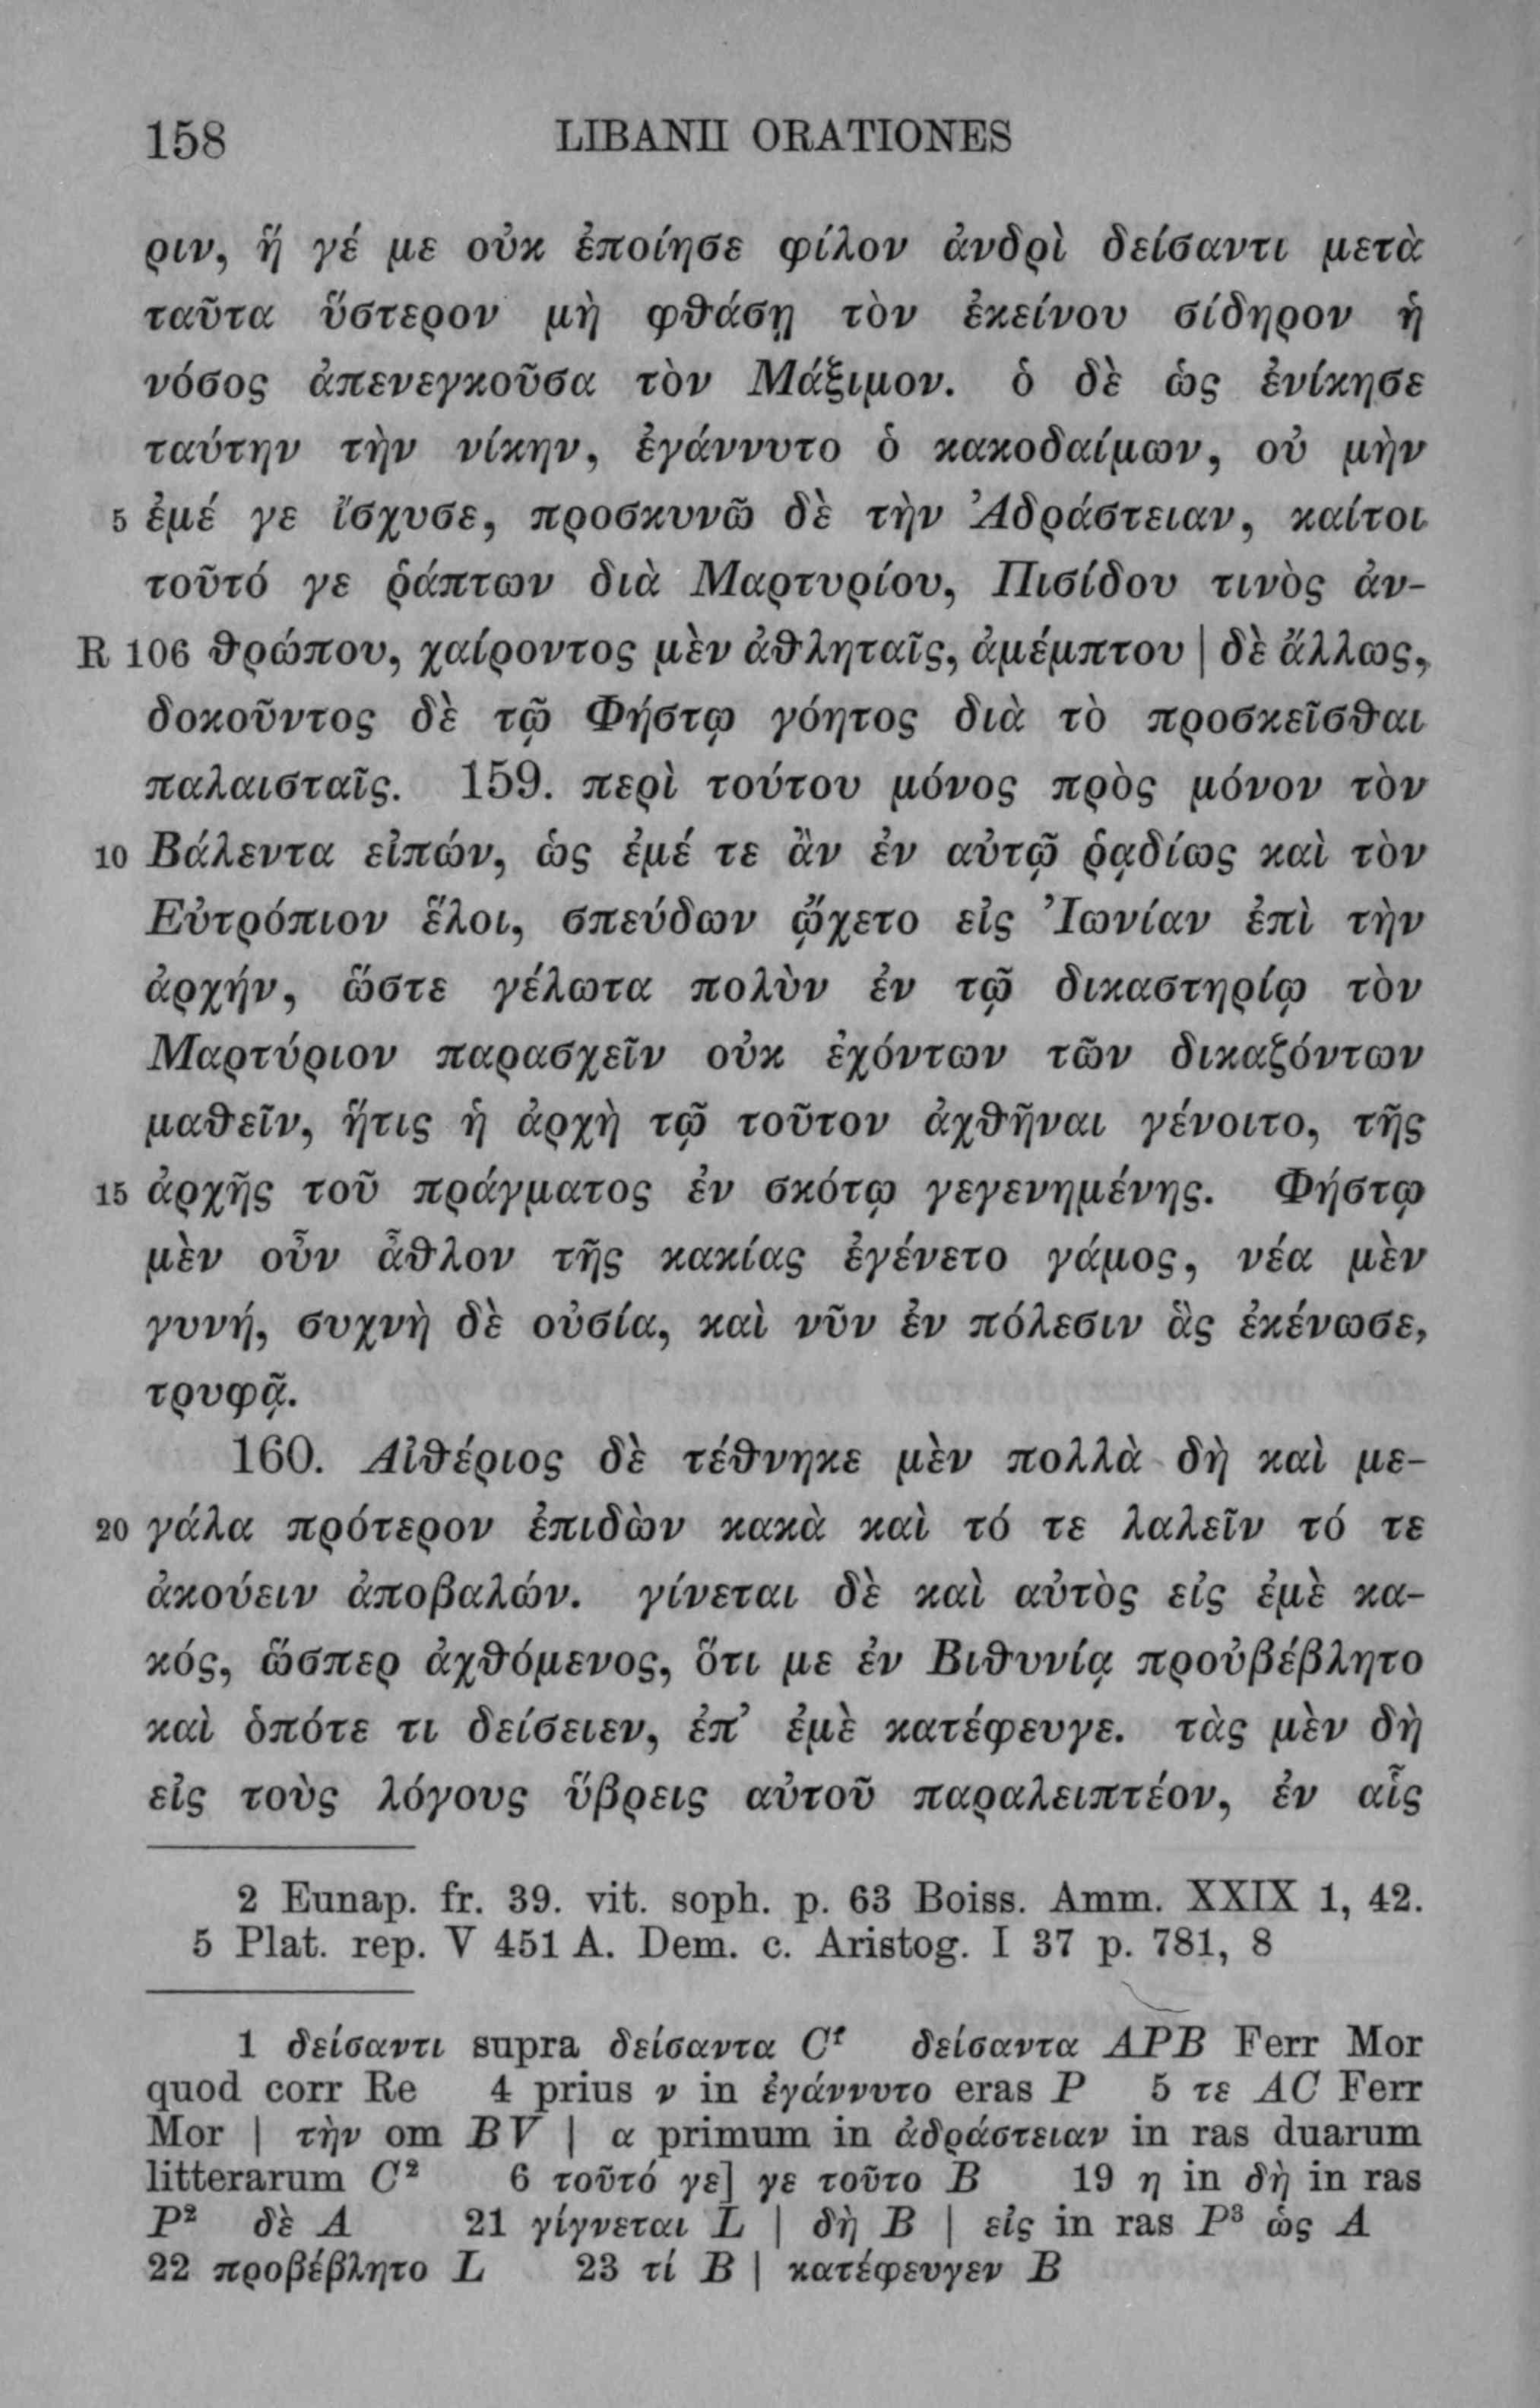 158 LIBANII ORATIONES
ριν, ἥ γέ με οὐκ ἐποίησε φίλον ἀνδρὶ δείσαντι μετὰ
ταῦτα ὕστερον μὴ φθάσῃ τὸν ἐκείνου σίδηρον ἡ
νόσος ἀπενεγκοῦσα τὸν Μάξιμον. ὁ δὲ ὡς ἐνίκησε
ταύτην τὴν νίκην, ἐγάννυτο ὁ κακοδαίμων, οὐ μὴν
5 ἐμέ γε ἴσχυσε, προσκυνῶ δὲ τὴν Ἀδράστειαν, καίτοι
τοῦτό γε ῥάπτων διὰ Μαρτυρίου, Πισίδου τινὸς ἀν-
R 106 θρώπου, χαίροντος μὲν ἀθληταῖς, ἀμέμπτου | δὲ ἄλλως,
δοκοῦντος δὲ τῷ Φήστῳ γόητος διὰ τὸ προσκεῖσθαι
παλαισταῖς. 159. περὶ τούτου μόνος πρὸς μόνον τὸν
10 Βάλεντα εἰπών, ὡς ἐμέ τε ἂν ἐν αὐτῷ ῥᾳδίως καὶ τὸν
Εὐτρόπιον ἕλοι, σπεύδων ᾤχετο εἰς Ἰωνίαν ἐπὶ τὴν
ἀρχήν, ὥστε γέλωτα πολὺν ἐν τῷ δικαστηρίῳ τὸν
Μαρτύριον παρασχεῖν οὐκ ἐχόντων τῶν δικαζόντων
μαθεῖν, ἥτις ἡ ἀρχὴ τῷ τοῦτον ἀχθῆναι γένοιτο, τῆς
15 ἀρχῆς τοῦ πράγματος ἐν σκότῳ γεγενημένης. Φήστῳ
μὲν οὖν ἆθλον τῆς κακίας ἐγένετο γάμος, νέα μὲν
γυνή, συχνὴ δὲ οὐσία, καὶ νῦν ἐν πόλεσιν ἃς ἐκένωσε,
τρυφᾷ.
160. Αἰθέριος δὲ τέθνηκε μὲν πολλὰ δὴ καὶ με-
20 γάλα πρότερον ἐπιδὼν κακὰ καὶ τό τε λαλεῖν τό τε
ἀκούειν ἀποβαλών. γίνεται δὲ καὶ αὐτὸς εἰς ἐμὲ κα-
κός, ὥσπερ ἀχθόμενος, ὅτι με ἐν Βιθυνίᾳ προὐβέβλητο
καὶ ὁπότε τι δείσειεν, ἐπ’ ἐμὲ κατέφευγε. τὰς μὲν δὴ
εἰς τοὺς λόγους ὕβρεις αὐτοῦ παραλειπτέον, ἐν αἷς
2 Eunap. fr. 39. vit. soph. p. 63 Boiss. Amm. XXIX 1, 42.
5 Plat. rep. V 451 A. Dem. c. Aristog. I 37 p. 781, 8
1 δείσαντι supra δείσαντα C² δείσαντα APB Ferr Mor
quod corr Re 4 prius ν in ἐγάννυτο eras P 5 τε AC Ferr
Mor | τὴν om BV | α primum in ἀδράστειαν in ras duarum
litterarum C² 6 τοῦτό γε] γε τοῦτο B 19 η in δὴ in ras
P² δὲ A 21 γίγνεται L | δὴ B | εἰς in ras P³ ὡς A
22 προβέβλητο L 23 τί B | κατέφευγεν B